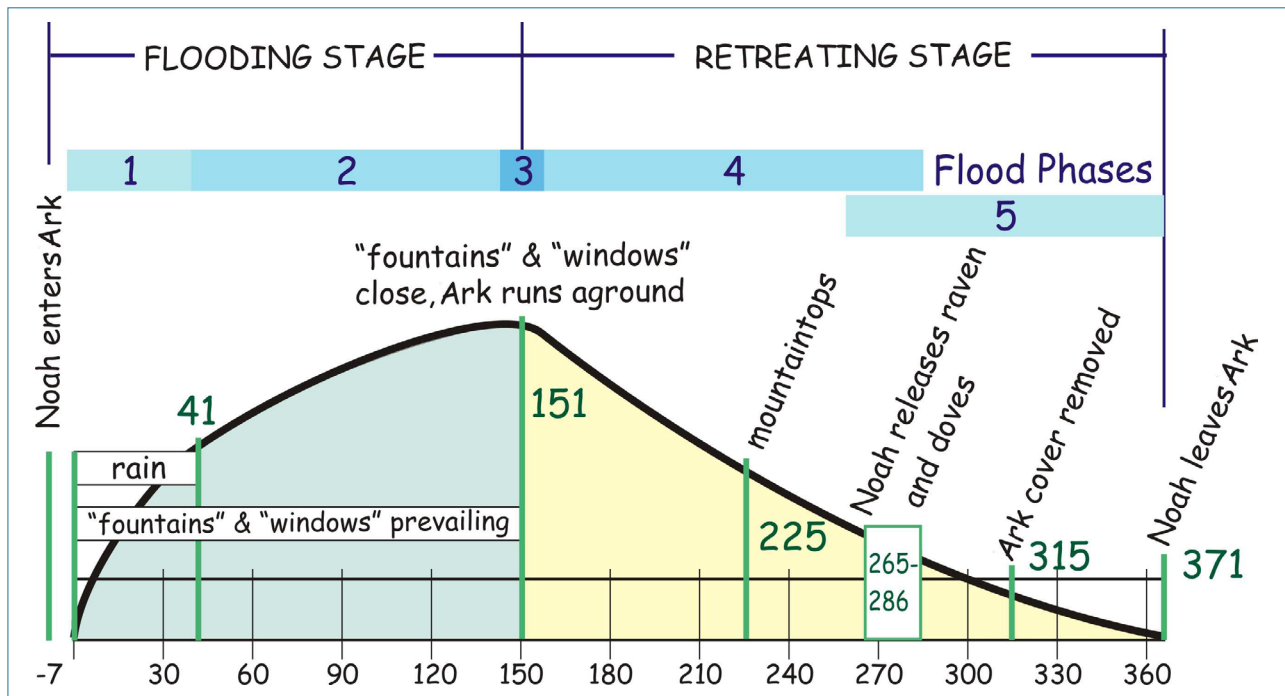 FLOODING STAGE
RETREATING STAGE
1
2
3
4
Flood Phases
5
Noah enters Ark
“fountains” & “windows”
close, Ark runs aground
mountaintops
Noah releases raven
and doves
Ark cover removed
Noah leaves Ark
41
151
225
265-
286
315
371
rain
“fountains” & “windows” prevailing
-7
30
60
90
120
150
180
210
240
270
300
330
360